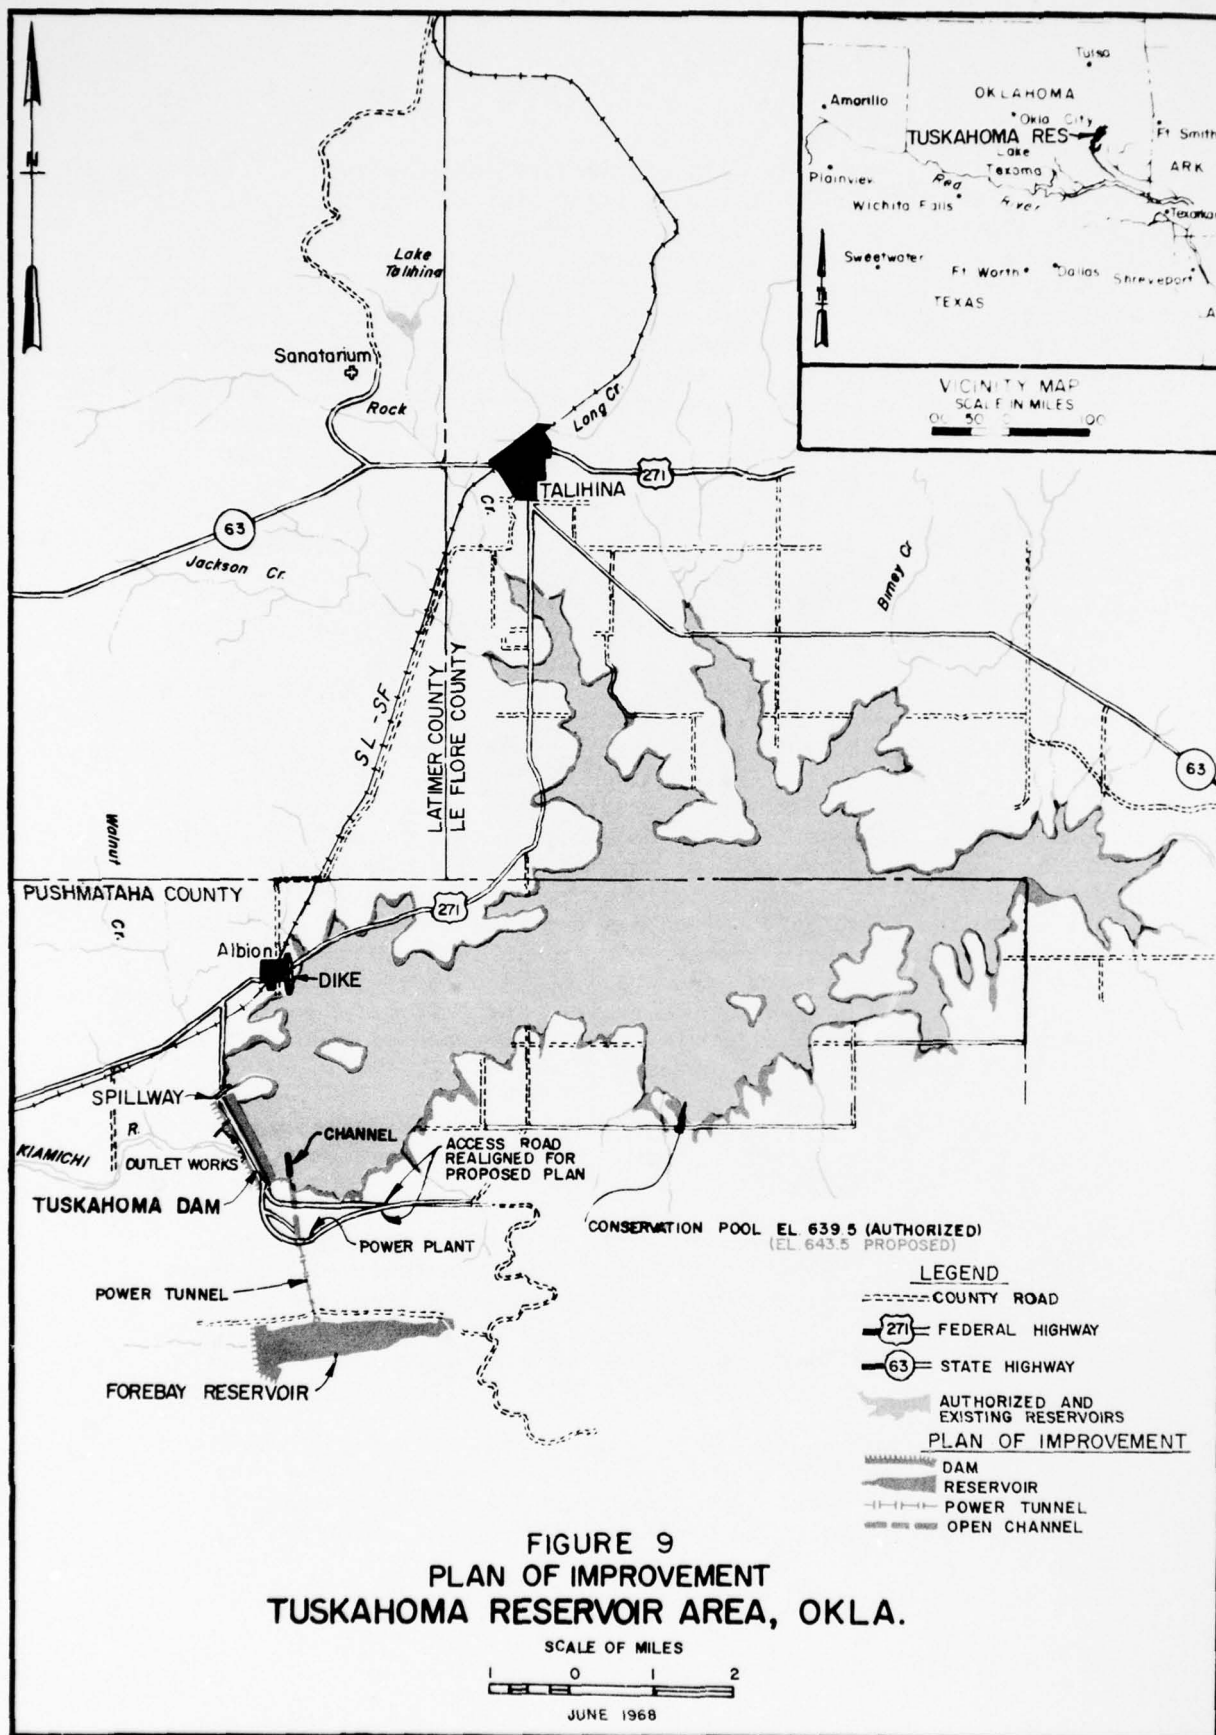 N
Tulsa
Amarillo
OKLAHOMA
Okla City
TUSKAHOMA RES
Ft Smith
Lake
Texoma
ARK
Plainview
Red
River
Wichita Falls
Sweetwater
Ft Worth
Dallas
Shreveport
TEXAS
N
VICINITY MAP
SCALE IN MILES
50
100
Lake
Talihina
Sanatarium
Rock
Cr.
Long Cr.
TALIHINA
271
63
Jackson Cr.
Birney Cr
SL-SF
LATIMER COUNTY
LE FLORE COUNTY
63
Walnut
Cr.
PUSHMATAHA COUNTY
271
Albion
DIKE
SPILLWAY
KIAMICHI
R.
OUTLET WORKS
CHANNEL
ACCESS ROAD
REALIGNED FOR
PROPOSED PLAN
TUSKAHOMA DAM
POWER PLANT
CONSERVATION POOL EL. 639.5 (AUTHORIZED)
(EL. 643.5 PROPOSED)
POWER TUNNEL
FOREBAY RESERVOIR
LEGEND
COUNTY ROAD
271 FEDERAL HIGHWAY
63 STATE HIGHWAY
AUTHORIZED AND
EXISTING RESERVOIRS
PLAN OF IMPROVEMENT
DAM
RESERVOIR
POWER TUNNEL
OPEN CHANNEL
FIGURE 9
PLAN OF IMPROVEMENT
TUSKAHOMA RESERVOIR AREA, OKLA.
SCALE OF MILES
1 0 1 2
JUNE 1968